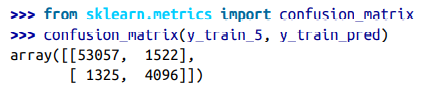 >>> from sklearn.metrics import confusion_matrix
>>> confusion_matrix(y_train_5, y_train_pred)
array([[53057,  1522],
       [ 1325,  4096]])